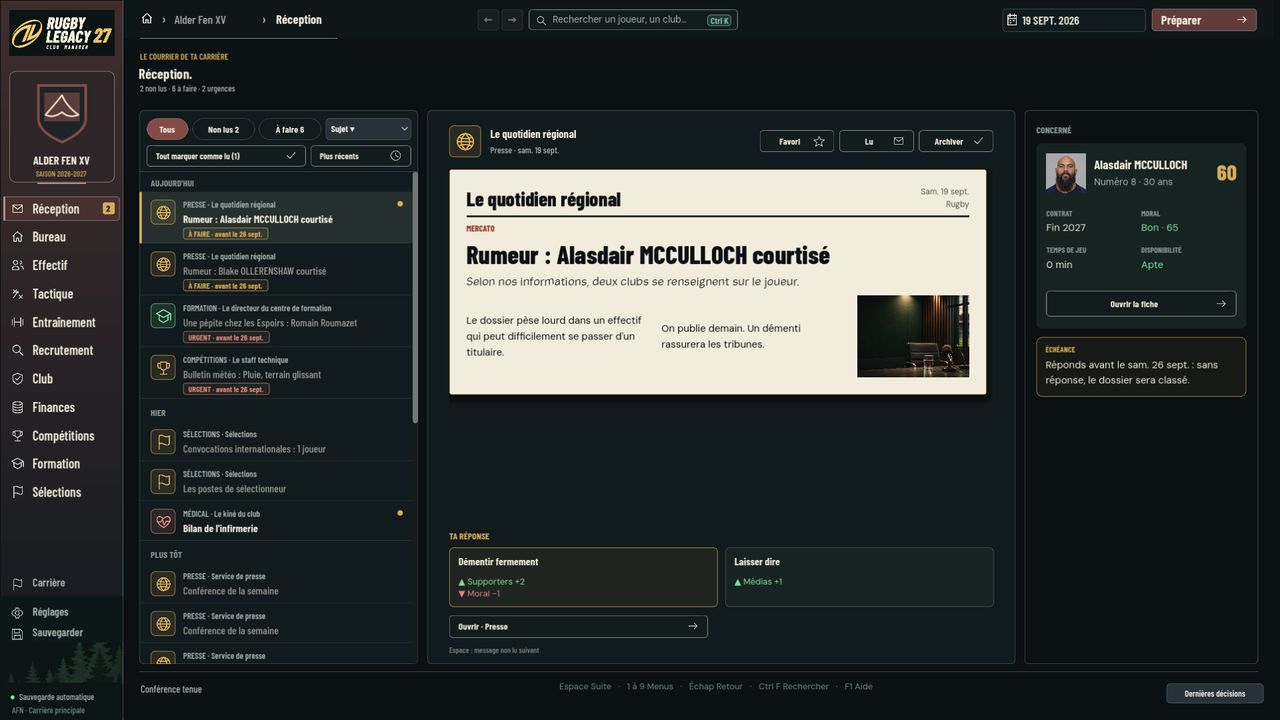 RUGBY
LEGACY 27
CLUB MANAGER
ALDER FEN XV
SAISON 2026-2027
Réception 2
Bureau
Effectif
Tactique
Entraînement
Recrutement
Club
Finances
Compétitions
Formation
Sélections
Carrière
Réglages
Sauvegarder
Sauvegarde automatique
AFN · Carrière principale
Alder Fen XV › Réception
Rechercher un joueur, un club... Ctrl K
19 SEPT. 2026
Préparer
LE COURRIER DE TA CARRIÈRE
Réception.
2 non lus · 6 à faire · 2 urgences
Tous Non lus 2 À faire 6 Sujet ▾
Tout marquer comme lu (1) Plus récents
AUJOURD'HUI
PRESSE · Le quotidien régional
Rumeur : Alasdair MCCULLOCH courtisé
À FAIRE · avant le 26 sept.
PRESSE · Le quotidien régional
Rumeur : Blake OLLERENSHAW courtisé
À FAIRE · avant le 26 sept.
FORMATION · Le directeur du centre de formation
Une pépite chez les Espoirs : Romain Roumazet
URGENT · avant le 26 sept.
COMPÉTITIONS · Le staff technique
Bulletin météo : Pluie, terrain glissant
URGENT · avant le 26 sept.
HIER
SÉLECTIONS · Sélections
Convocations internationales : 1 joueur
SÉLECTIONS · Sélections
Les postes de sélectionneur
MÉDICAL · Le kiné du club
Bilan de l'infirmerie
PLUS TÔT
PRESSE · Service de presse
Conférence de la semaine
PRESSE · Service de presse
Conférence de la semaine
PRESSE · Service de presse
Le quotidien régional
Presse · sam. 19 sept.
Favori Lu Archiver
Le quotidien régional
Sam. 19 sept.
Rugby
MERCATO
Rumeur : Alasdair MCCULLOCH courtisé
Selon nos informations, deux clubs se renseignent sur le joueur.
Le dossier pèse lourd dans un effectif
qui peut difficilement se passer d'un
titulaire.
On publie demain. Un démenti
rassurera les tribunes.
TA RÉPONSE
Démentir fermement
▲ Supporters +2
▼ Moral −1
Laisser dire
▲ Médias +1
Ouvrir · Presse
Espace : message non lu suivant
CONCERNÉ
Alasdair MCCULLOCH
Numéro 8 · 30 ans
60
CONTRAT MORAL
Fin 2027 Bon · 65
TEMPS DE JEU DISPONIBILITÉ
0 min Apte
Ouvrir la fiche
ÉCHÉANCE
Réponds avant le sam. 26 sept. : sans
réponse, le dossier sera classé.
Conférence tenue
Espace Suite · 1 à 9 Menus · Échap Retour · Ctrl F Rechercher · F1 Aide
Dernières décisions